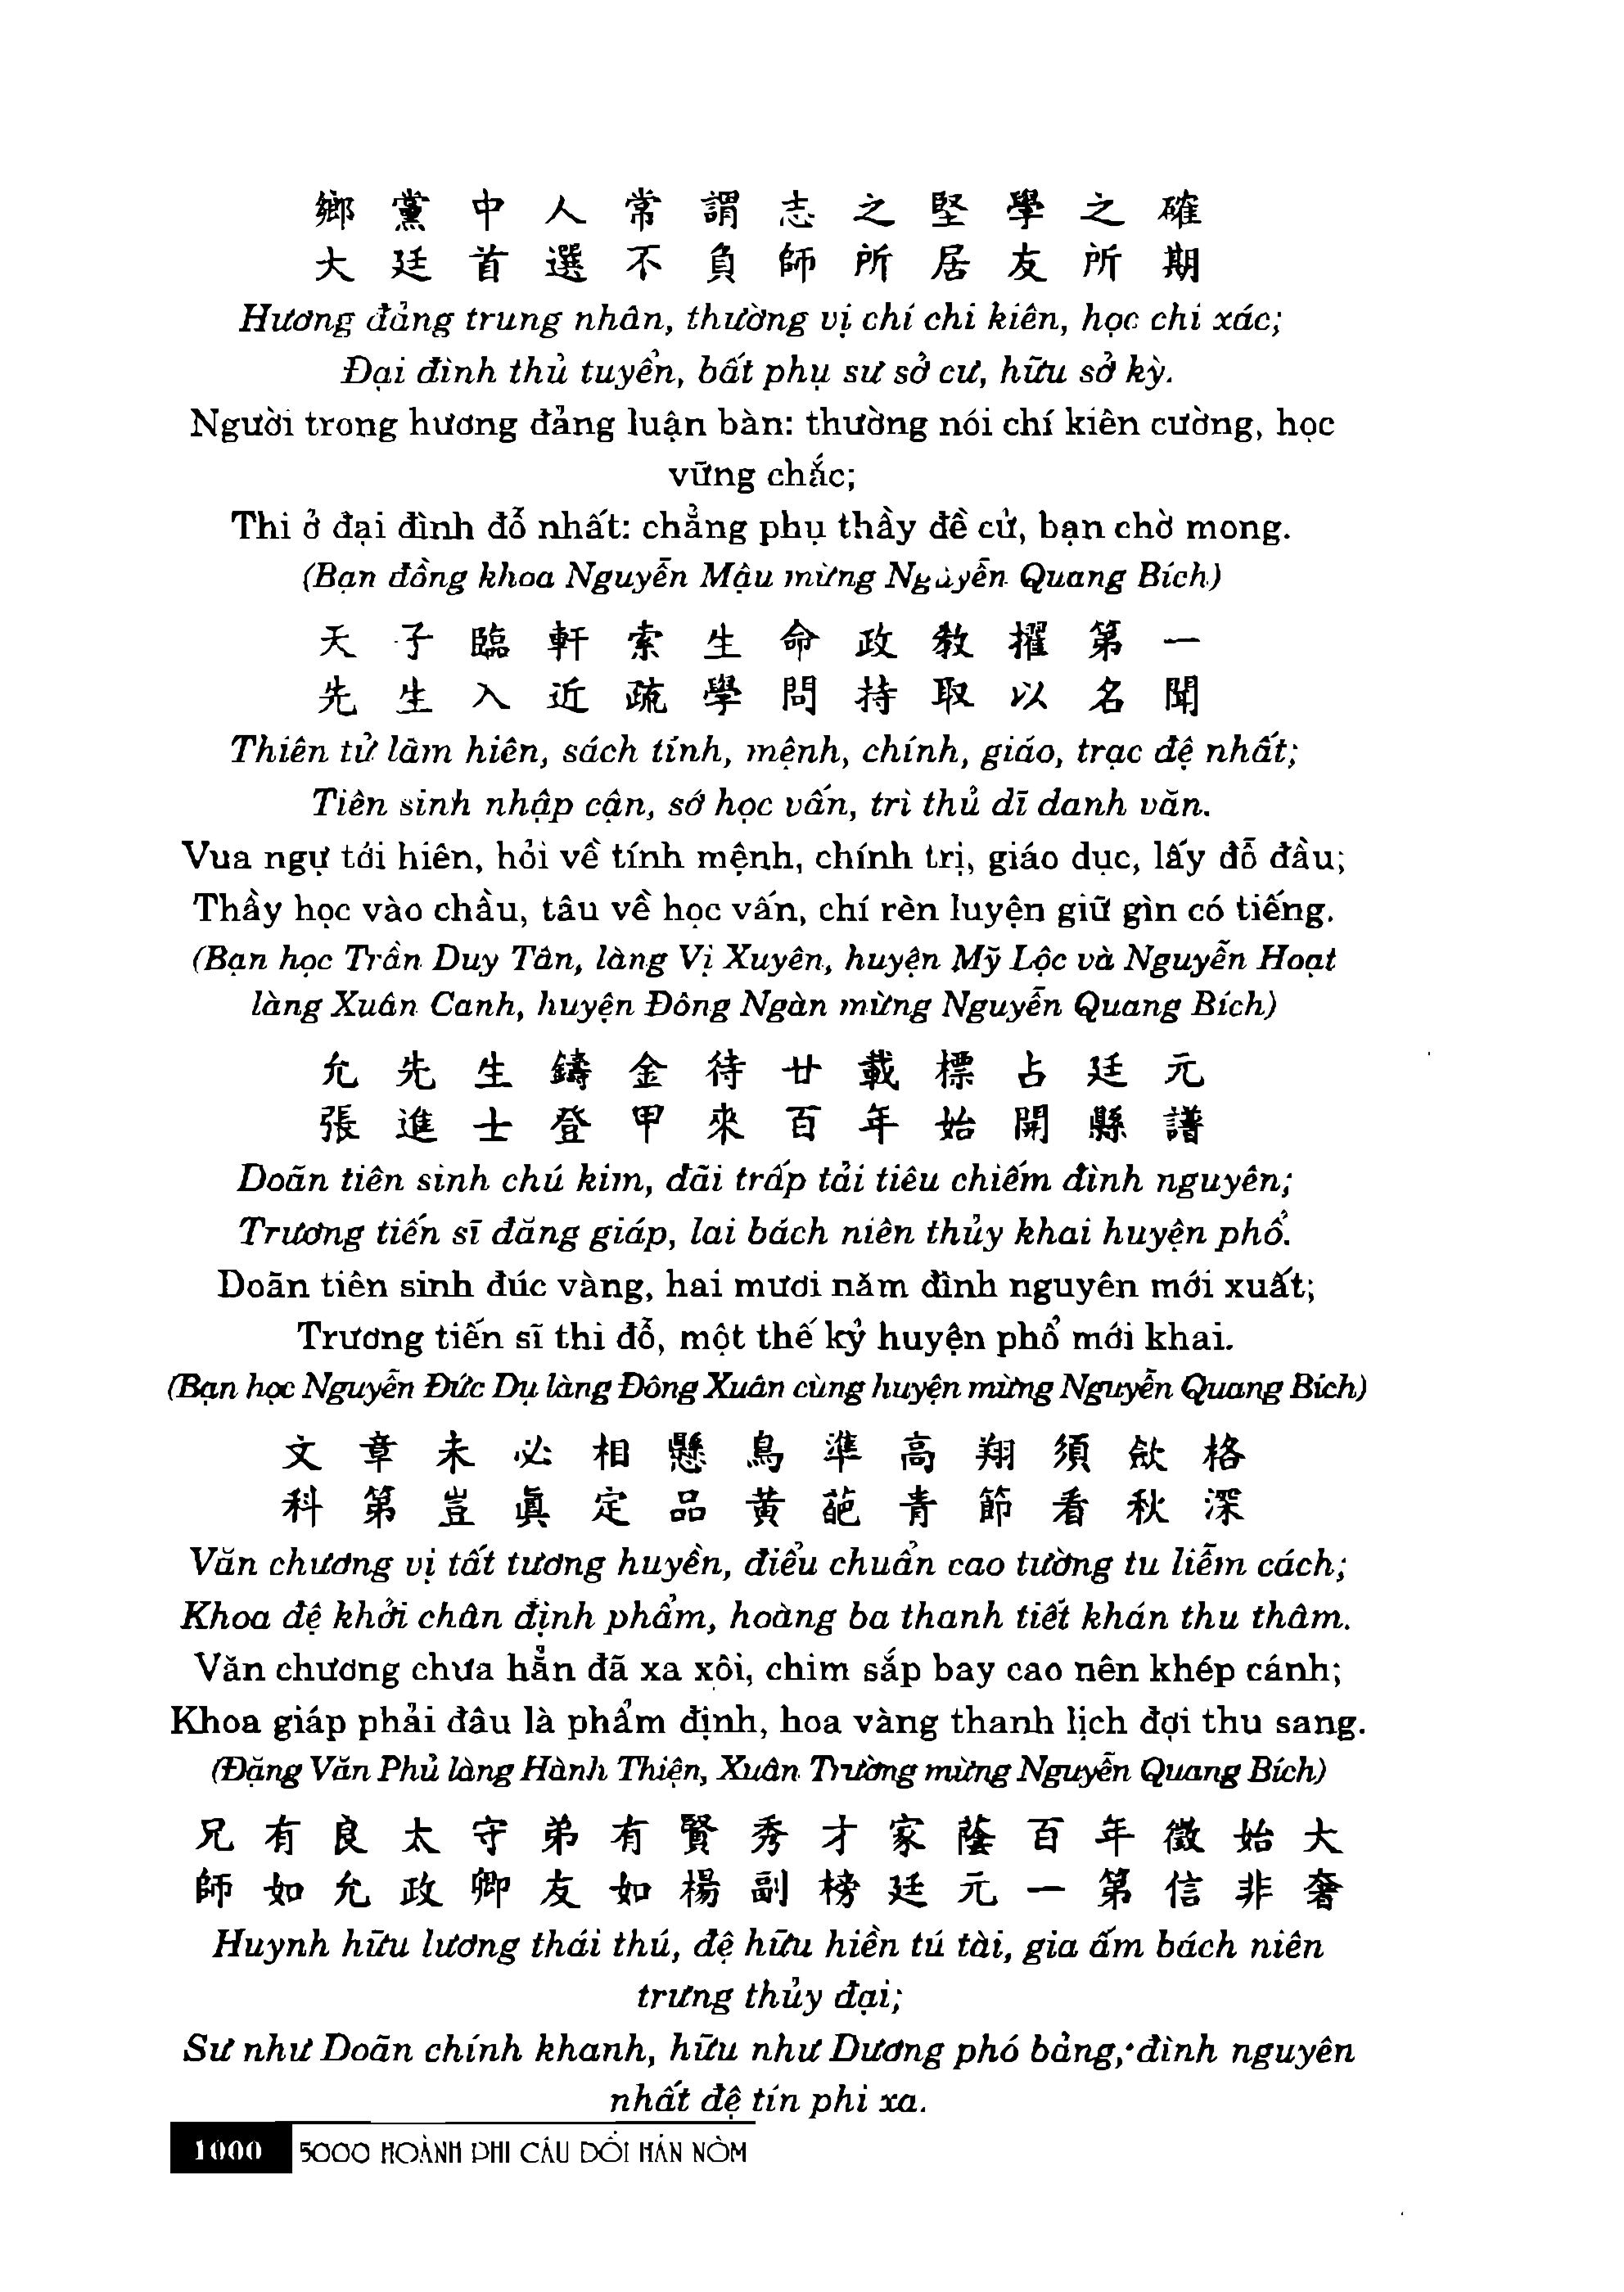 鄉黨中人常謂志之堅學之確
大廷首選不負師所居友所期
Hương đảng trung nhân, thường vị chí chi kiên, học chi xác;
Đại đình thủ tuyển, bất phụ sư sở cư, hữu sở kỳ.
Người trong hương đảng luận bàn: thường nói chí kiên cường, học
vững chắc;
Thi ở đại đình đỗ nhất: chẳng phụ thầy đề cử, bạn chờ mong.
(Bạn đồng khoa Nguyễn Mậu mừng Nguyễn Quang Bích)
天子臨軒索生命政教擢第一
先生入近疏學問持取以名聞
Thiên tử lâm hiên, sách tính, mệnh, chính, giáo, trạc đệ nhất;
Tiên sinh nhập cận, sớ học vấn, trì thủ dĩ danh văn.
Vua ngự tới hiên, hỏi về tính mệnh, chính trị, giáo dục, lấy đỗ đầu;
Thầy học vào chầu, tâu về học vấn, chí rèn luyện giữ gìn có tiếng.
(Bạn học Trần Duy Tân, làng Vị Xuyên, huyện Mỹ Lộc và Nguyễn Hoạt
làng Xuân Canh, huyện Đông Ngàn mừng Nguyễn Quang Bích)
允先生鑄金待廿載標占廷元
張進士登甲來百年始開縣譜
Doãn tiên sinh chú kim, đãi trấp tải tiêu chiếm đình nguyên;
Trương tiến sĩ đăng giáp, lai bách niên thủy khai huyện phổ.
Doãn tiên sinh đúc vàng, hai mươi năm đình nguyên mới xuất;
Trương tiến sĩ thi đỗ, một thế kỷ huyện phổ mới khai.
(Bạn học Nguyễn Đức Dụ làng Đông Xuân cùng huyện mừng Nguyễn Quang Bích)
文章未必相懸鳥準高翔須斂格
科第豈眞定品黄葩青節看秋深
Văn chương vị tất tương huyền, điểu chuẩn cao tường tu liễm cách;
Khoa đệ khởi chân định phẩm, hoàng ba thanh tiết khán thu thâm.
Văn chương chưa hẳn đã xa xôi, chim sắp bay cao nên khép cánh;
Khoa giáp phải đâu là phẩm định, hoa vàng thanh lịch đợi thu sang.
(Đặng Văn Phủ làng Hành Thiện, Xuân Trường mừng Nguyễn Quang Bích)
兄有良太守弟有賢秀才家蔭百年徵始大
師如允政卿友如楊副榜廷元一第信非奢
Huynh hữu lương thái thú, đệ hữu hiền tú tài, gia ấm bách niên
trưng thủy đại;
Sư như Doãn chính khanh, hữu như Dương phó bảng, đình nguyên
nhất đệ tín phi xa.
1000 5000 HOÀNH PHI CÂU ĐỐI HÁN NÔM